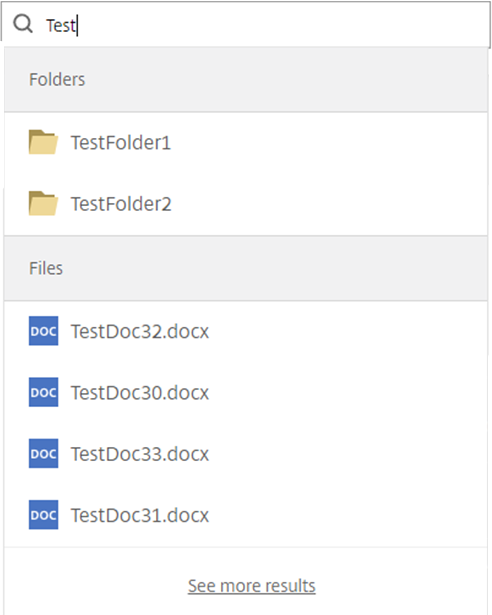 Test
Folders
TestFolder1
TestFolder2
Files
DOC TestDoc32.docx
DOC TestDoc30.docx
DOC TestDoc33.docx
DOC TestDoc31.docx
See more results